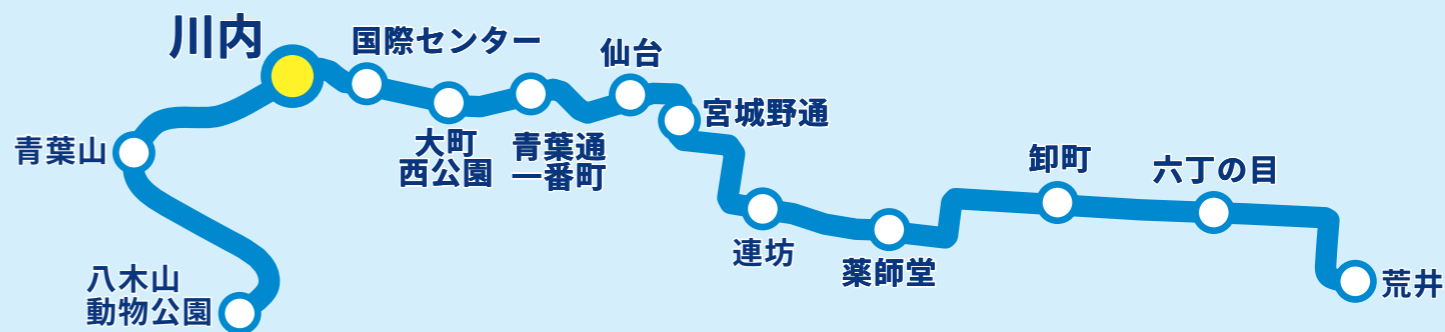 川内
国際センター
仙台
宮城野通
大町
西公園
青葉通
一番町
青葉山
卸町
六丁の目
連坊
薬師堂
八木山
動物公園
荒井